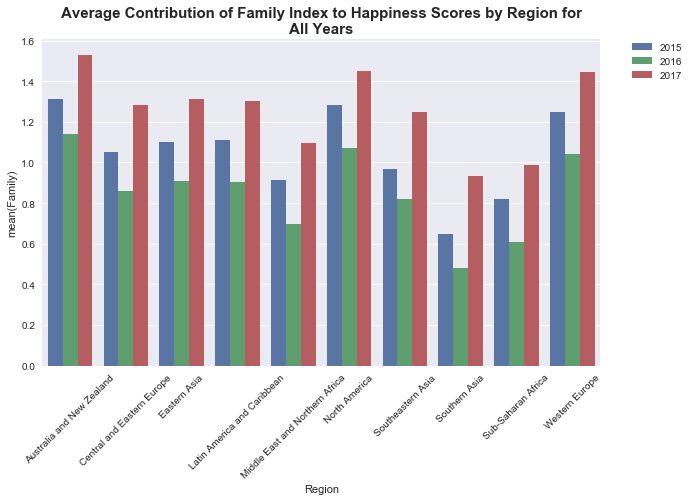 Average Contribution of Family Index to Happiness Scores by Region for
All Years
2015
2016
2017
mean(Family)
1.6
1.4
1.2
1.0
0.8
0.6
0.4
0.2
0.0
Australia and New Zealand
Central and Eastern Europe
Eastern Asia
Latin America and Caribbean
Middle East and Northern Africa
North America
Southeastern Asia
Southern Asia
Sub-Saharan Africa
Western Europe
Region